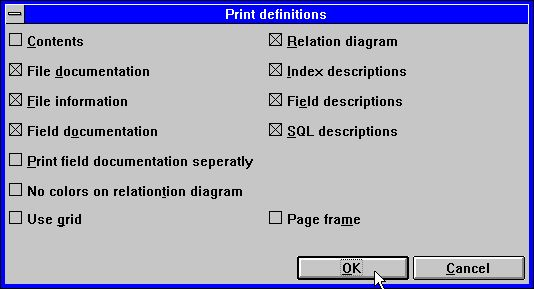 Print definitions
Contents
Relation diagram
File documentation
Index descriptions
File information
Field descriptions
Field documentation
SQL descriptions
Print field documentation seperatly
No colors on relationtion diagram
Use grid
Page frame
OK
Cancel